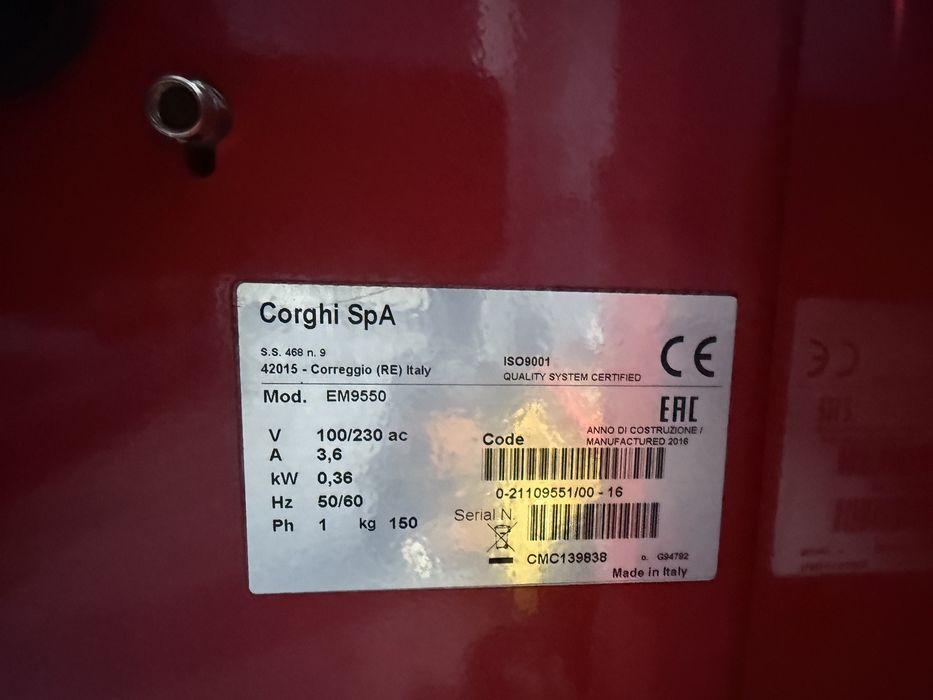 Corghi SpA
S.S. 468 n. 9
42015 - Correggio (RE) Italy
ISO9001
QUALITY SYSTEM CERTIFIED
CE
Mod. EM9550
EAC
ANNO DI COSTRUZIONE /
MANUFACTURED 2016
V 100/230 ac
A 3,6
kW 0,36
Hz 50/60
Ph 1 kg 150
Code
0-21109551/00 - 16
Serial N.
CMC139838 o. G94792
Made in Italy